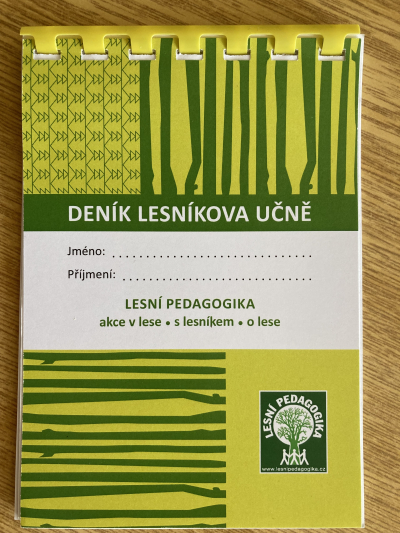 DENÍK LESNÍKOVA UČNĚ
Jméno: ..............................
Příjmení: ............................
LESNÍ PEDAGOGIKA
akce v lese • s lesníkem • o lese
LESNÍ PEDAGOGIKA
www.lesnipedagogika.cz